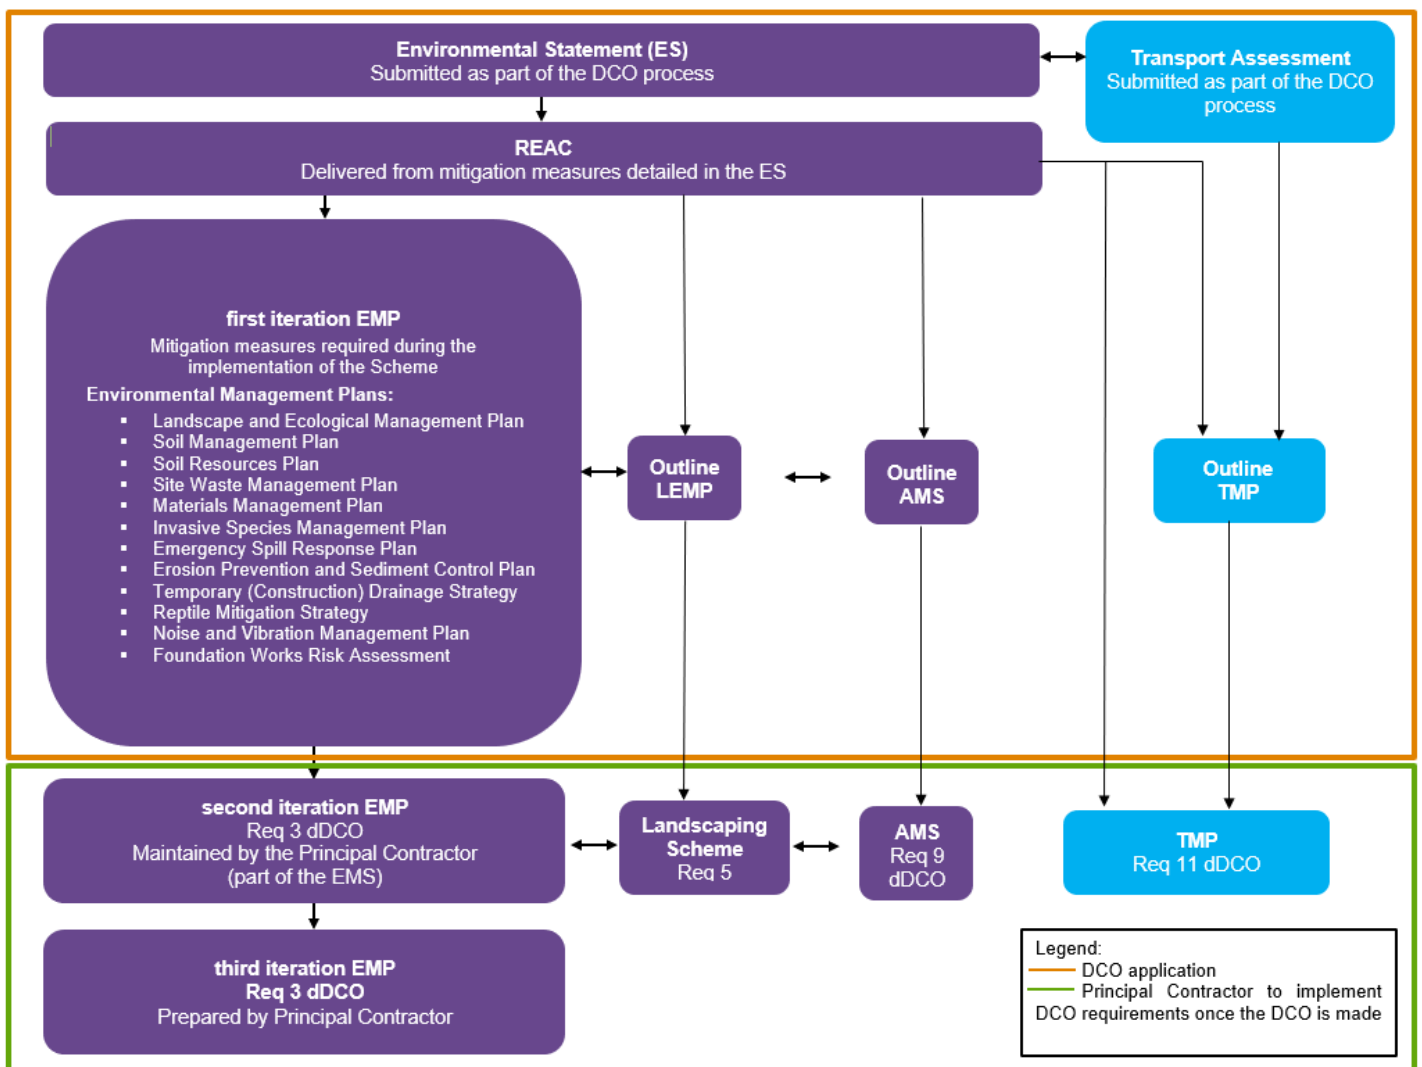 Environmental Statement (ES)
Submitted as part of the DCO process
Transport Assessment
Submitted as part of the DCO
process
REAC
Delivered from mitigation measures detailed in the ES
first iteration EMP
Mitigation measures required during the
implementation of the Scheme
Environmental Management Plans:
▪ Landscape and Ecological Management Plan
▪ Soil Management Plan
▪ Soil Resources Plan
▪ Site Waste Management Plan
▪ Materials Management Plan
▪ Invasive Species Management Plan
▪ Emergency Spill Response Plan
▪ Erosion Prevention and Sediment Control Plan
▪ Temporary (Construction) Drainage Strategy
▪ Reptile Mitigation Strategy
▪ Noise and Vibration Management Plan
▪ Foundation Works Risk Assessment
Outline
LEMP
Outline
AMS
Outline
TMP
second iteration EMP
Req 3 dDCO
Maintained by the Principal Contractor
(part of the EMS)
Landscaping
Scheme
Req 5
AMS
Req 9
dDCO
TMP
Req 11 dDCO
third iteration EMP
Req 3 dDCO
Prepared by Principal Contractor
Legend:
DCO application
Principal Contractor to implement
DCO requirements once the DCO is made